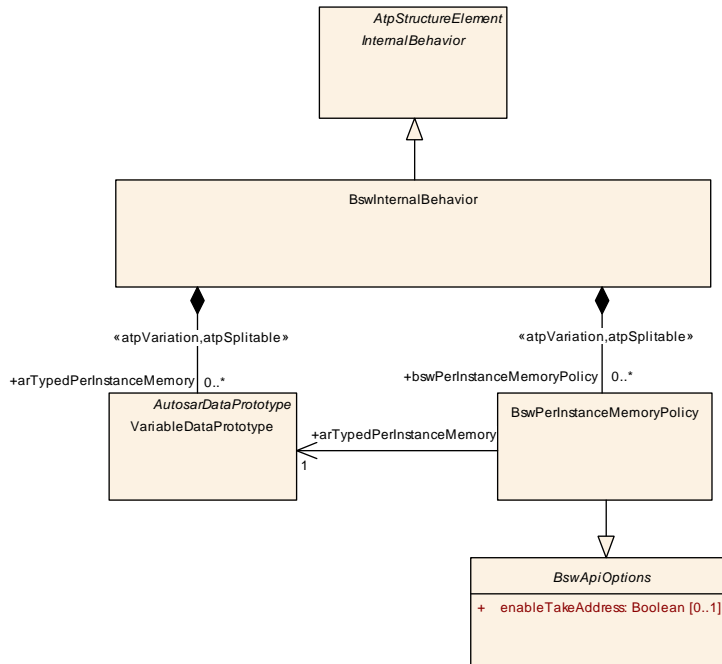 AtpStructureElement
InternalBehavior
BswInternalBehavior
«atpVariation,atpSplitable»
«atpVariation,atpSplitable»
+arTypedPerInstanceMemory 0..*
+bswPerInstanceMemoryPolicy 0..*
AutosarDataPrototype
VariableDataPrototype
BswPerInstanceMemoryPolicy
+arTypedPerInstanceMemory
1
BswApiOptions
+ enableTakeAddress: Boolean [0..1]